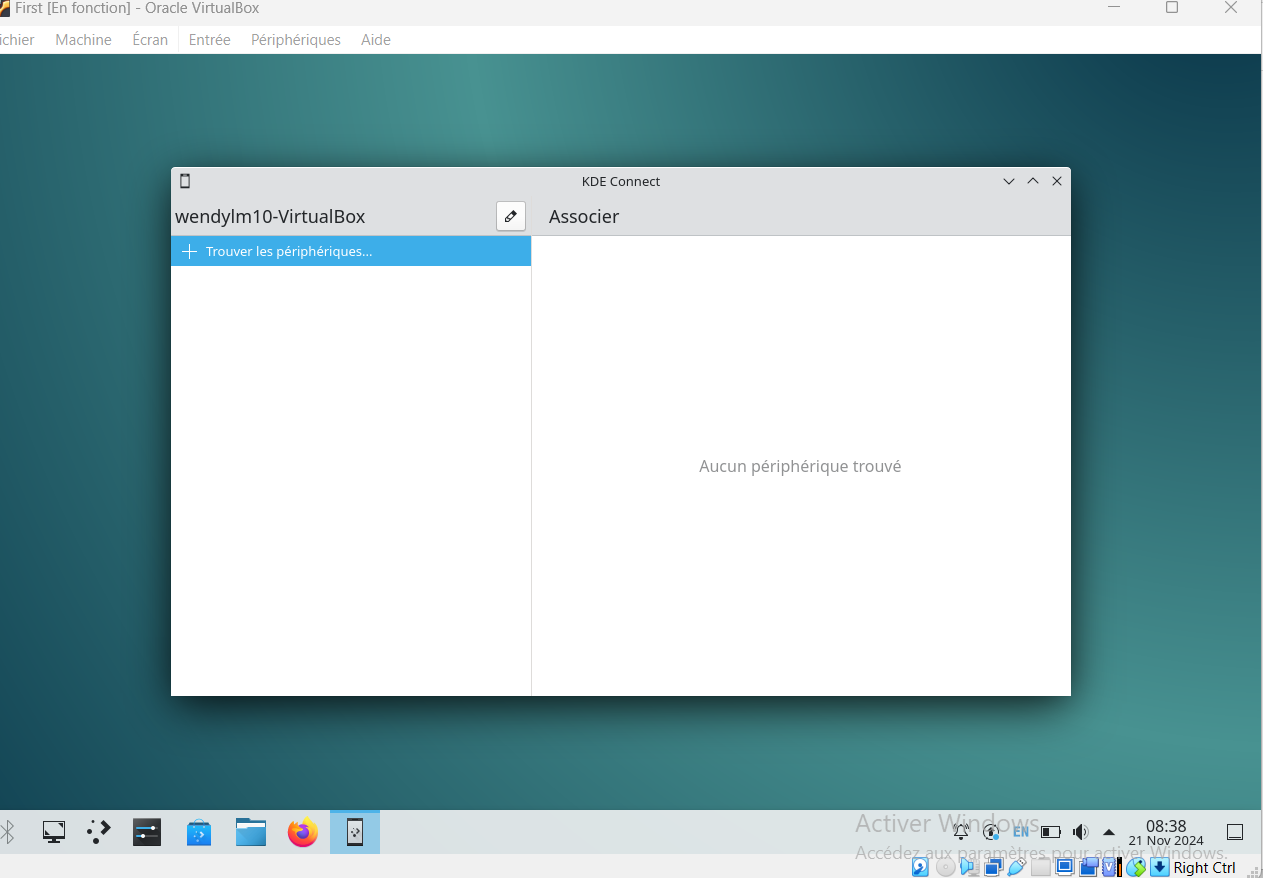 First [En fonction] - Oracle VirtualBox
ichier Machine Écran Entrée Périphériques Aide
KDE Connect
wendylm10-VirtualBox
Associer
Trouver les périphériques...
Aucun périphérique trouvé
Activer Windows
Accédez aux paramètres pour activer Windows.
EN
08:38
21 Nov 2024
Right Ctrl